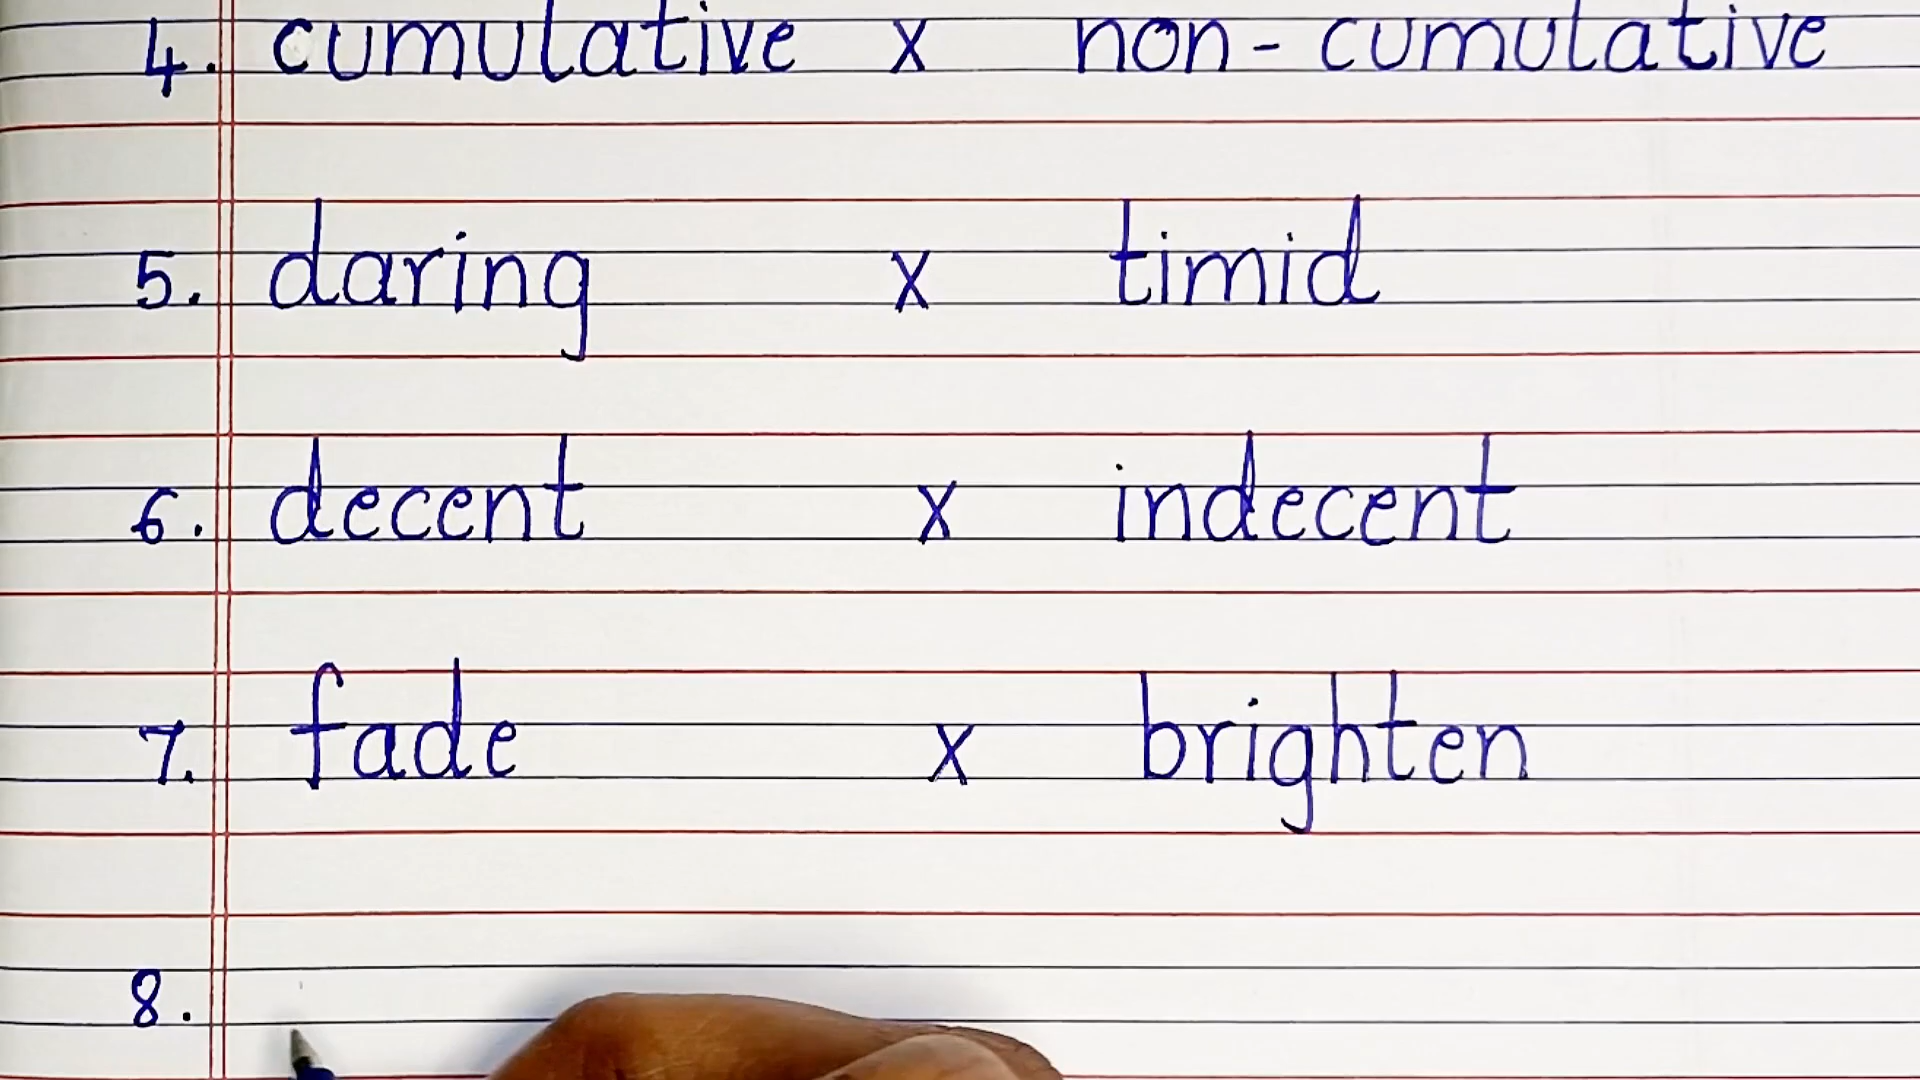 4. cumulative x non-cumulative
5. daring x timid
6. decent x indecent
7. fade x brighten
8.